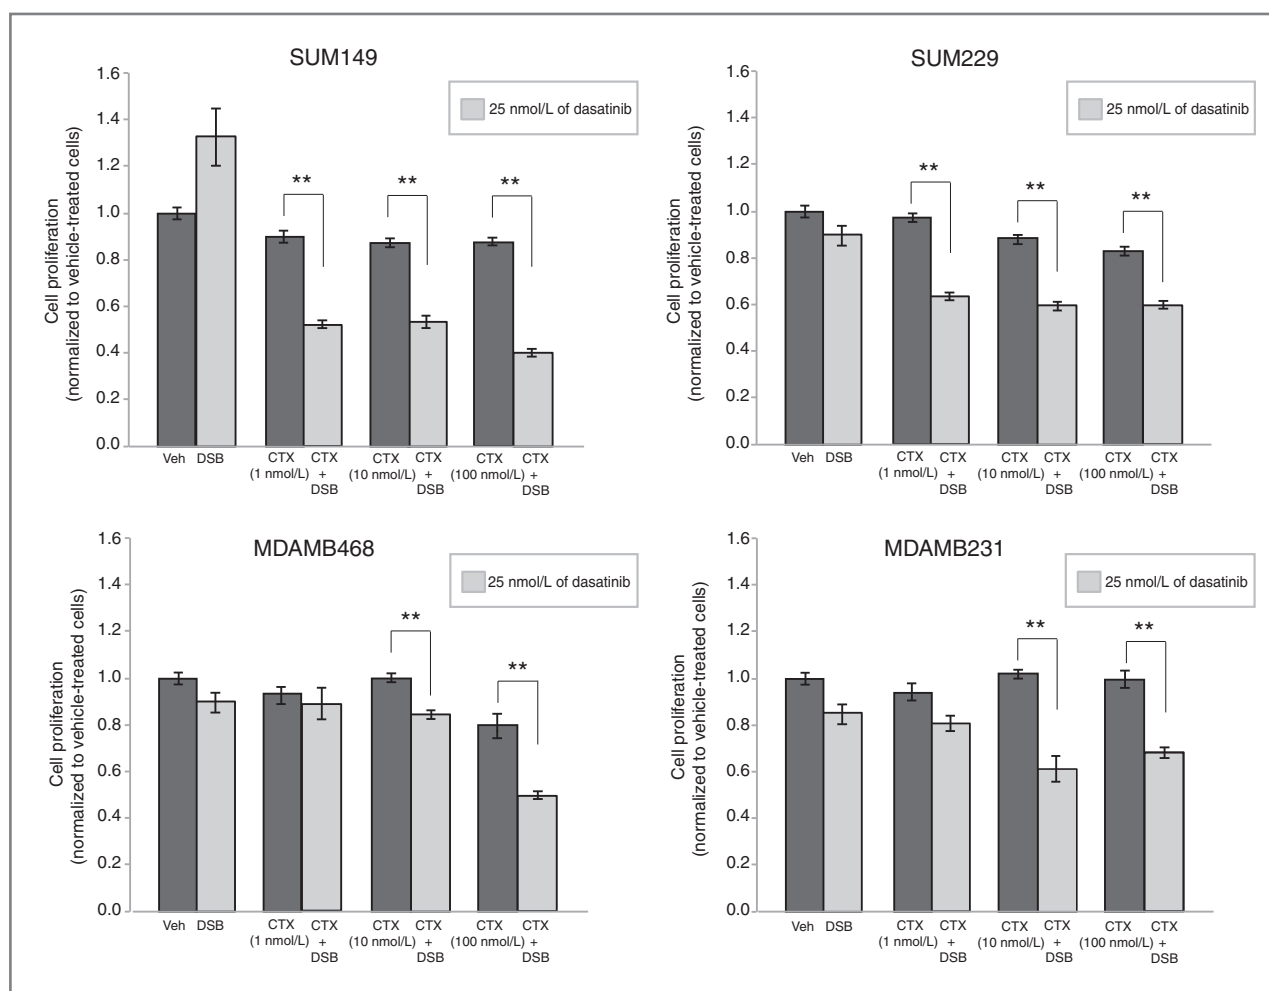 SUM149
Cell proliferation
(normalized to vehicle-treated cells)
1.6
1.4
1.2
1.0
0.8
0.6
0.4
0.2
0.0
25 nmol/L of dasatinib
** ** **
Veh DSB CTX CTX CTX CTX CTX CTX
(1 nmol/L) + (10 nmol/L) + (100 nmol/L) +
DSB DSB DSB
SUM229
Cell proliferation
(normalized to vehicle-treated cells)
1.6
1.4
1.2
1.0
0.8
0.6
0.4
0.2
0.0
25 nmol/L of dasatinib
** ** **
Veh DSB CTX CTX CTX CTX CTX CTX
(1 nmol/L) + (10 nmol/L) + (100 nmol/L) +
DSB DSB DSB
MDAMB468
Cell proliferation
(normalized to vehicle-treated cells)
1.6
1.4
1.2
1.0
0.8
0.6
0.4
0.2
0.0
25 nmol/L of dasatinib
** **
Veh DSB CTX CTX CTX CTX CTX CTX
(1 nmol/L) + (10 nmol/L) + (100 nmol/L) +
DSB DSB DSB
MDAMB231
Cell proliferation
(normalized to vehicle-treated cells)
1.6
1.4
1.2
1.0
0.8
0.6
0.4
0.2
0.0
25 nmol/L of dasatinib
** **
Veh DSB CTX CTX CTX CTX CTX CTX
(1 nmol/L) + (10 nmol/L) + (100 nmol/L) +
DSB DSB DSB